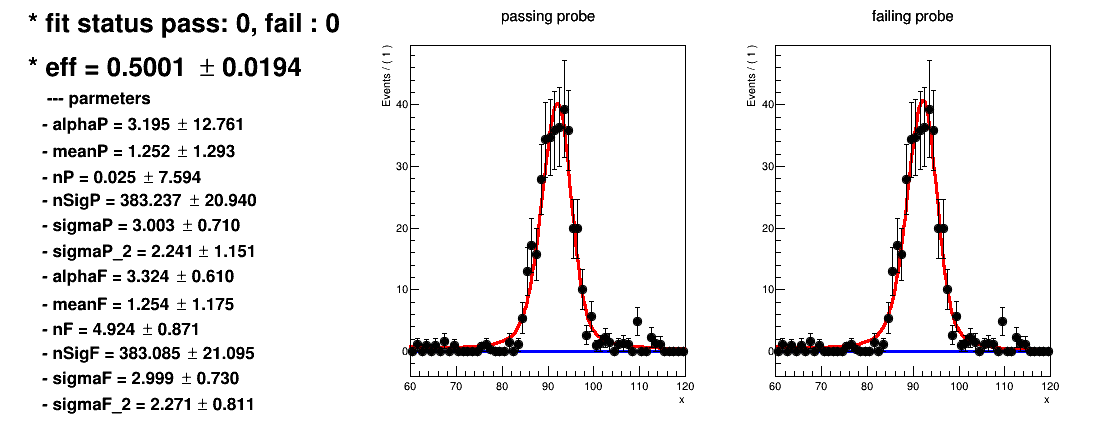 * fit status pass: 0, fail : 0
* eff = 0.5001 ± 0.0194
--- parmeters
- alphaP = 3.195 ± 12.761
- meanP = 1.252 ± 1.293
- nP = 0.025 ± 7.594
- nSigP = 383.237 ± 20.940
- sigmaP = 3.003 ± 0.710
- sigmaP_2 = 2.241 ± 1.151
- alphaF = 3.324 ± 0.610
- meanF = 1.254 ± 1.175
- nF = 4.924 ± 0.871
- nSigF = 383.085 ± 21.095
- sigmaF = 2.999 ± 0.730
- sigmaF_2 = 2.271 ± 0.811
passing probe
Events / ( 1 )
40
30
20
10
0
60 70 80 90 100 110 120
x
failing probe
Events / ( 1 )
40
30
20
10
0
60 70 80 90 100 110 120
x